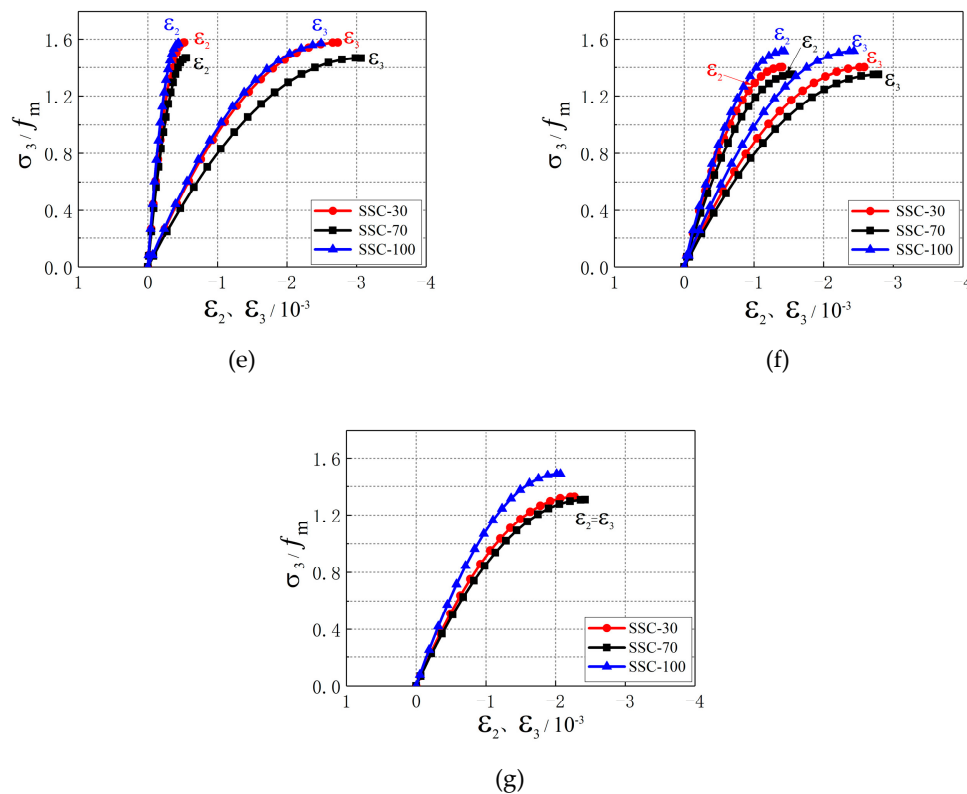 ε₂ ε₂ ε₂ ε₃ ε₃ ε₃
1.6
1.2
0.8
0.4
0.0
σ₃ / fₘ
SSC-30
SSC-70
SSC-100
1 0 −1 −2 −3 −4
ε₂、ε₃ / 10⁻³
(e)
ε₂ ε₂ ε₂ ε₃ ε₃ ε₃
1.6
1.2
0.8
0.4
0.0
σ₃ / fₘ
SSC-30
SSC-70
SSC-100
1 0 −1 −2 −3 −4
ε₂、ε₃ / 10⁻³
(f)
1.6
1.2
0.8
0.4
0.0
σ₃ / fₘ
ε₂=ε₃
SSC-30
SSC-70
SSC-100
1 0 −1 −2 −3 −4
ε₂、ε₃ / 10⁻³
(g)